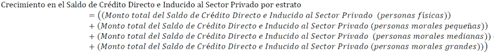 Crecimiento en el Saldo de Crédito Directo e Inducido al Sector Privado por estrato
= ((Monto total del Saldo de Crédito Directo e Inducido al Sector Privado (personas físicas))
+ (Monto total del Saldo de Crédito Directo e Inducido al Sector Privado (personas morales pequeñas))
+ (Monto total del Saldo de Crédito Directo e Inducido al Sector Privado (personas morales medianas)
+ (Monto total del Saldo de Crédito Directo e Inducido al Sector Privado (personas morales grandes)))